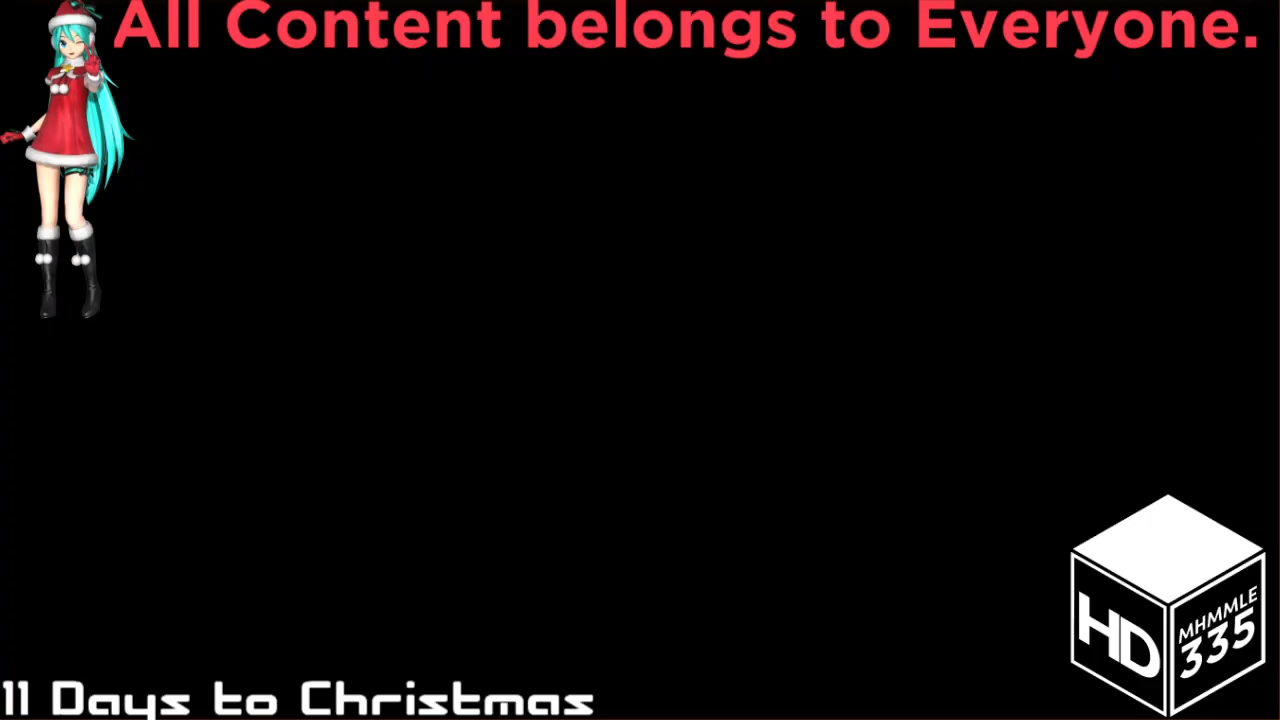 All Content belongs to Everyone.
HD
MHMMLE
335
11 Days to Christmas